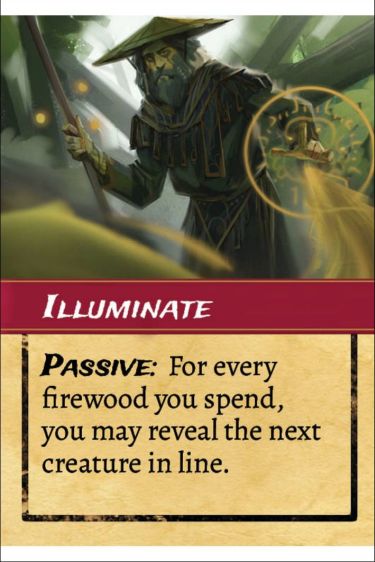 Illuminate
Passive: For every
firewood you spend,
you may reveal the next
creature in line.